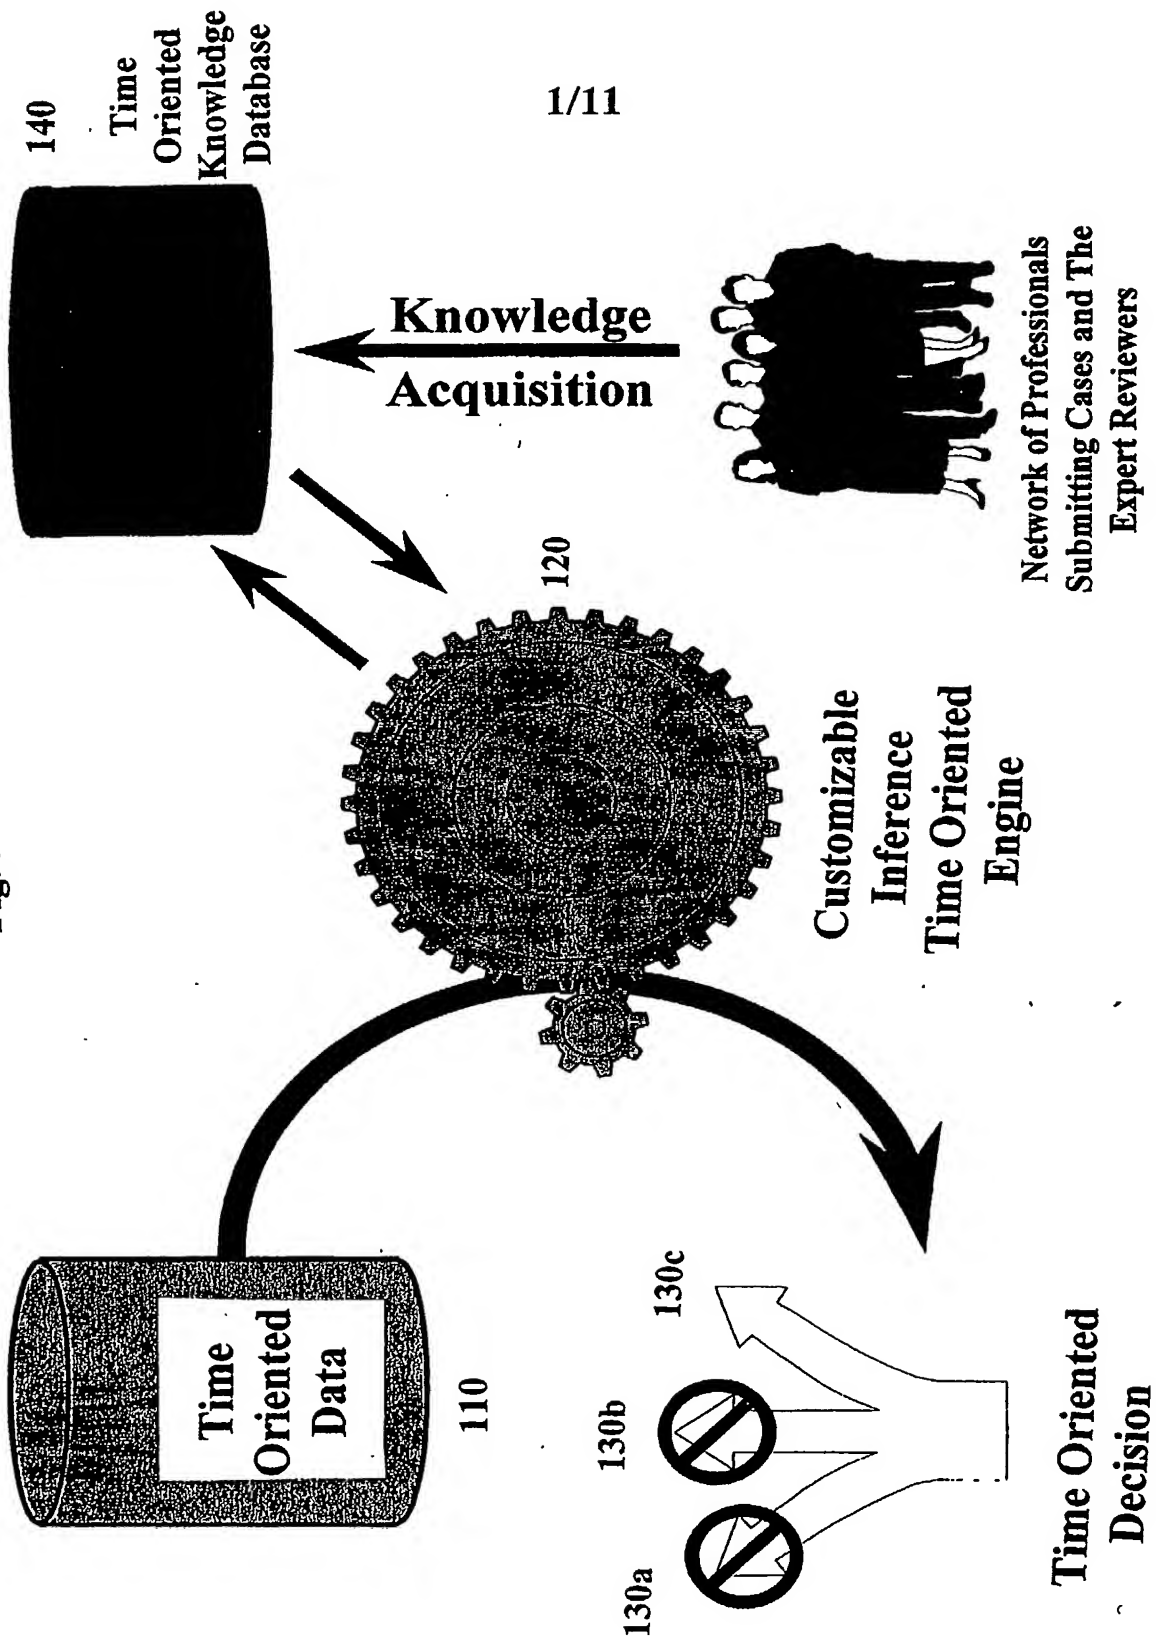 1/11
Time
Oriented
Data
110
140
Time
Oriented
Knowledge
Database
Knowledge
Acquisition
120
Customizable
Inference
Time Oriented
Engine
Network of Professionals
Submitting Cases and The
Expert Reviewers
130a
130b
130c
Time Oriented
Decision